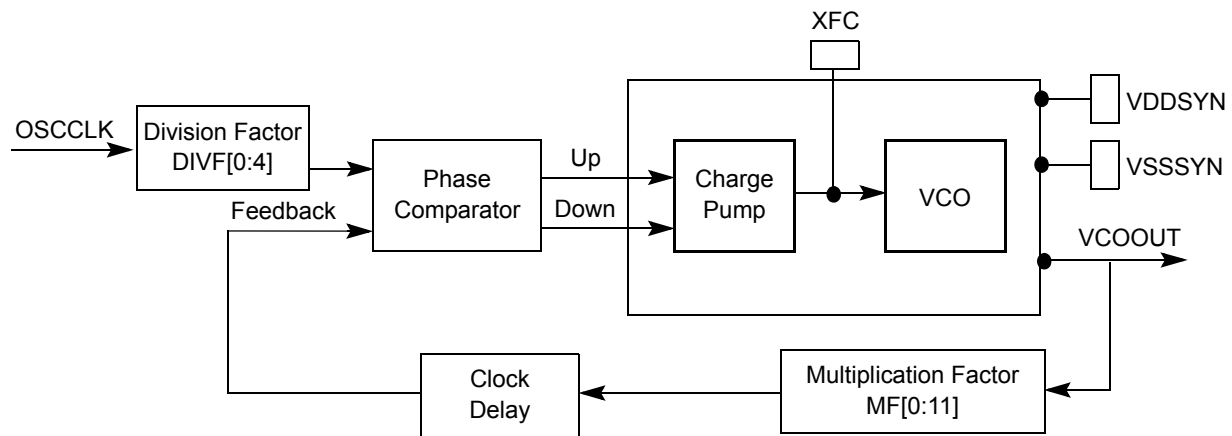 XFC
OSCCLK
Division Factor
DIVF[0:4]
VDDSYN
VSSSYN
Up
Down
Phase
Comparator
Charge
Pump
VCO
Feedback
VCOOUT
Clock
Delay
Multiplication Factor
MF[0:11]